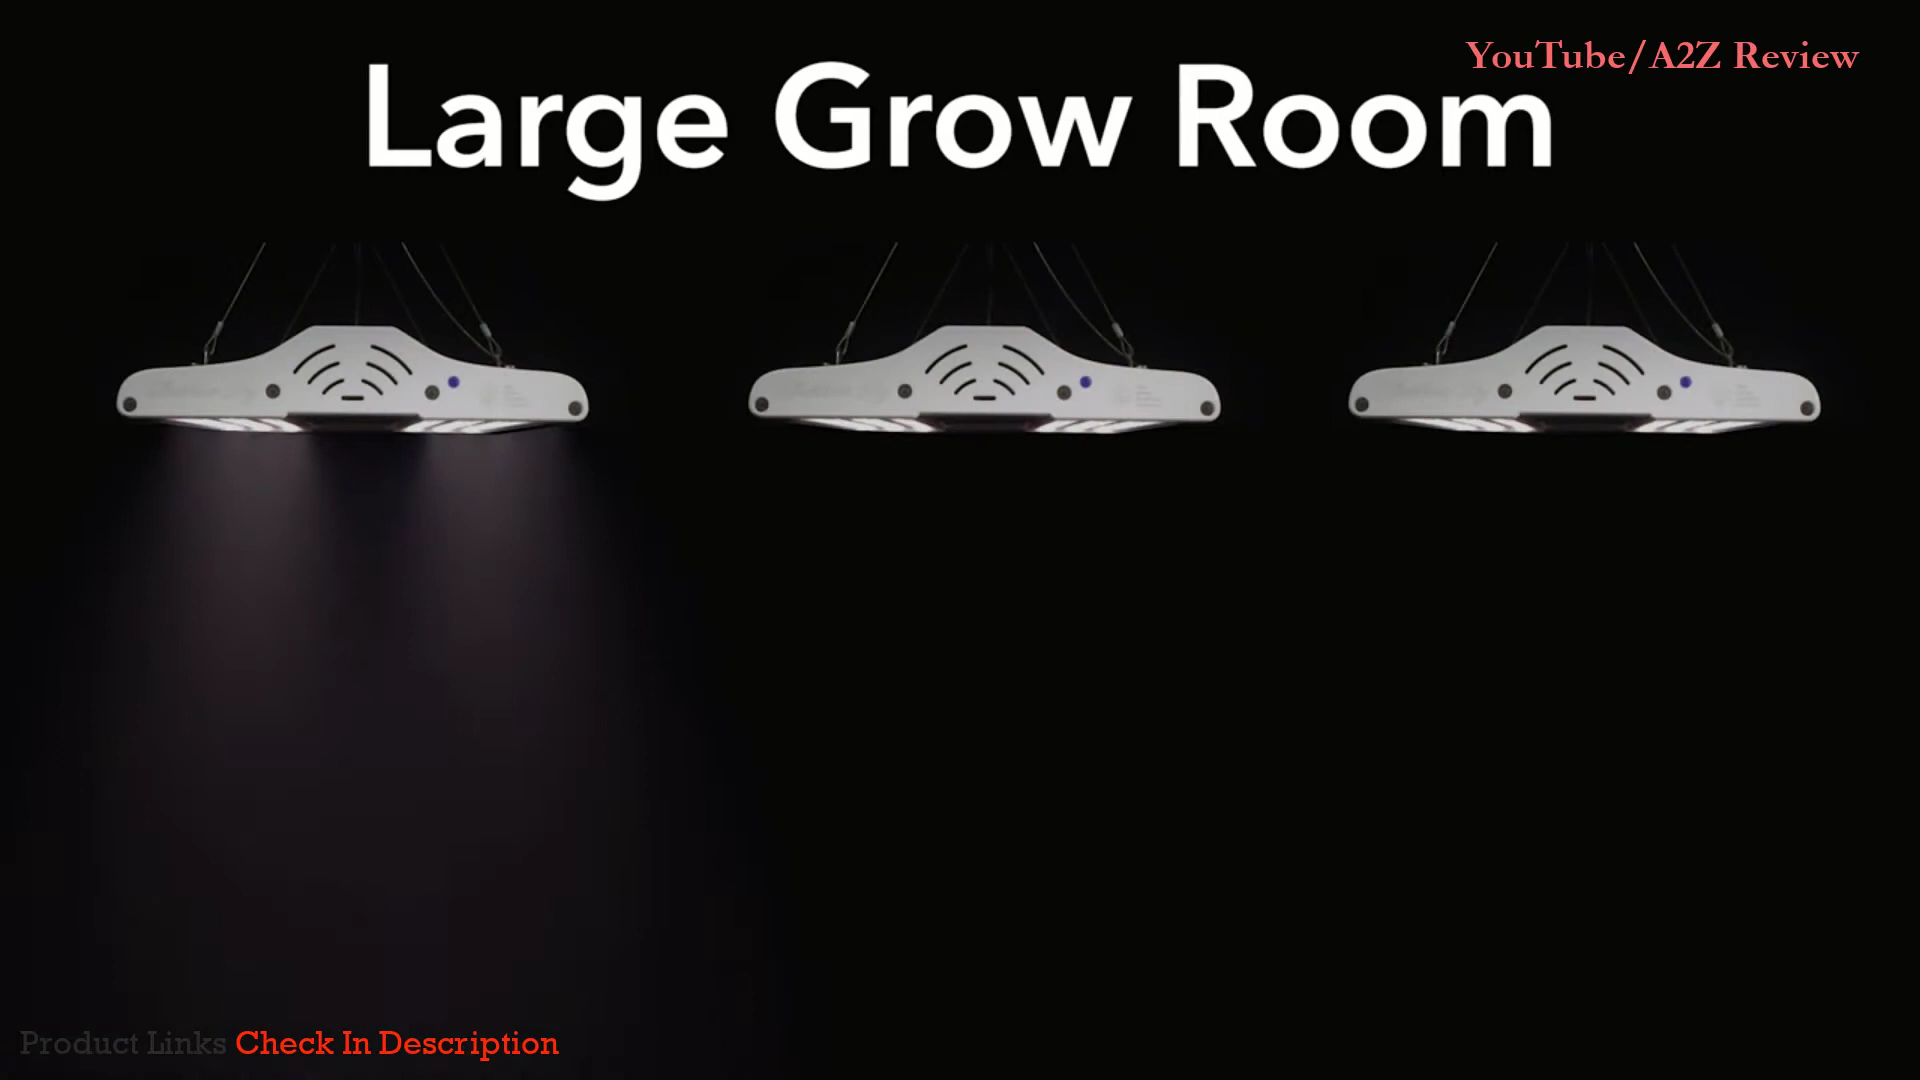 YouTube/A2Z Review
Large Grow Room
Product Links Check In Description